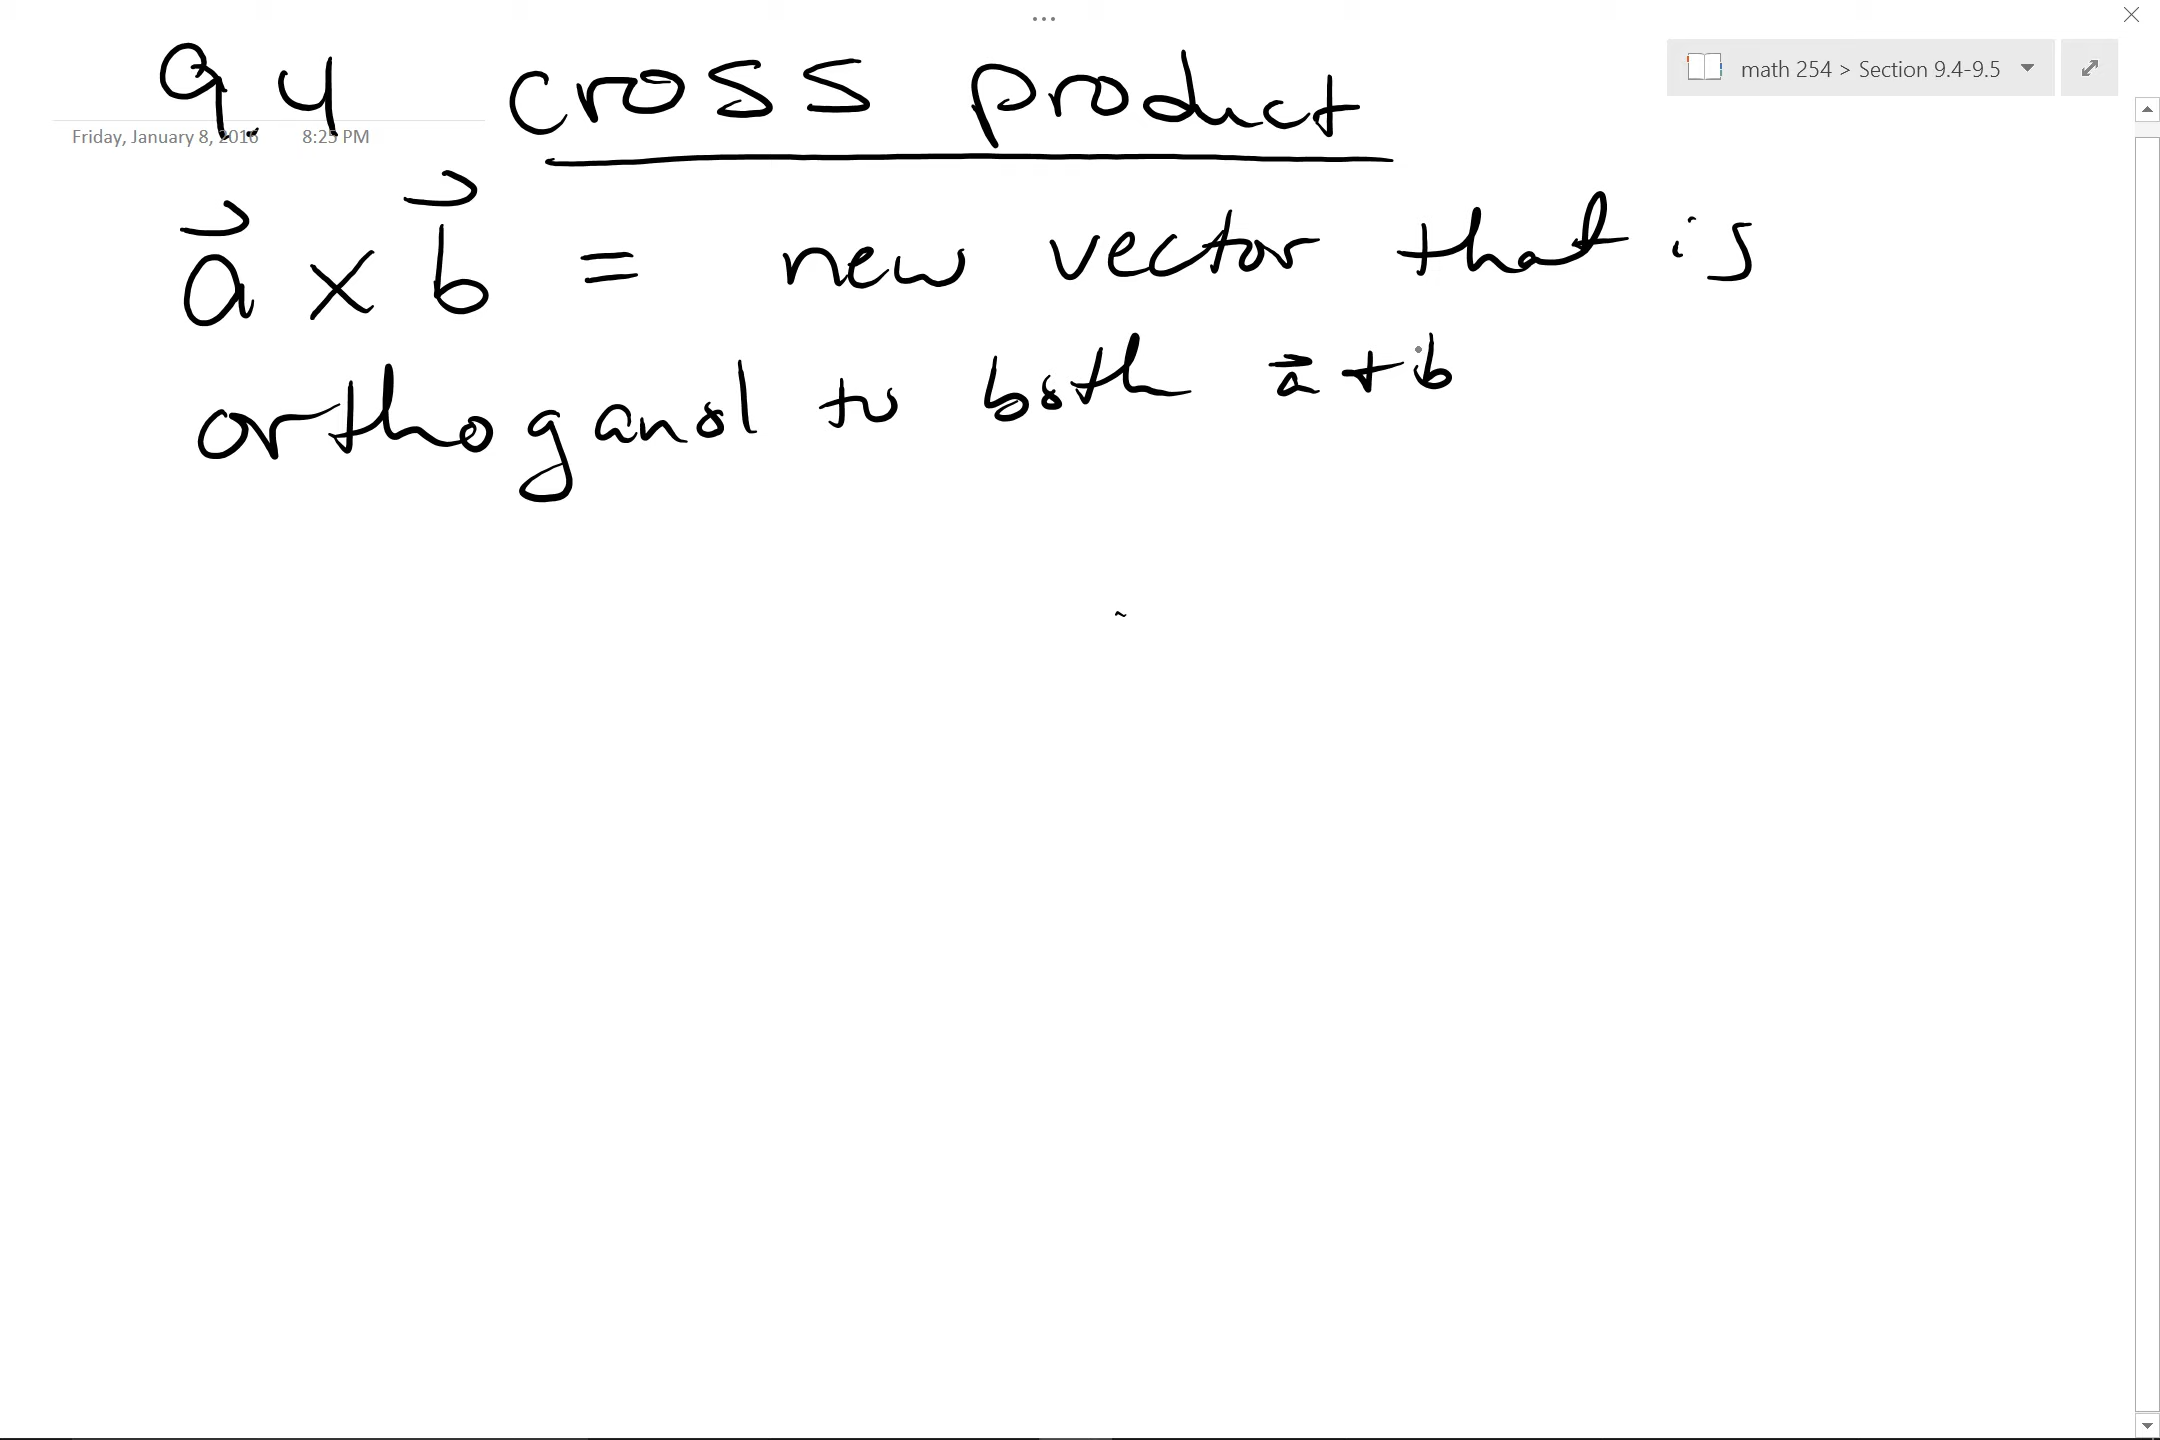 ...
math 254 > Section 9.4-9.5
9.4 cross product
Friday, January 8, 2016 8:25 PM
a⃗ × b⃗ = new vector that is
orthoganol to both a⃗ + b